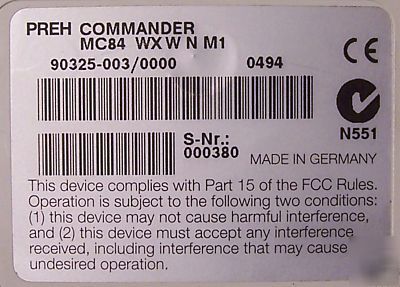 PREH COMMANDER
MC84 WX W N M1
90325-003/0000 0494
CE
N551
S-Nr.:
000380
MADE IN GERMANY
This device complies with Part 15 of the FCC Rules.
Operation is subject to the following two conditions:
(1) this device may not cause harmful interference,
and (2) this device must accept any interference
received, including interference that may cause
undesired operation.